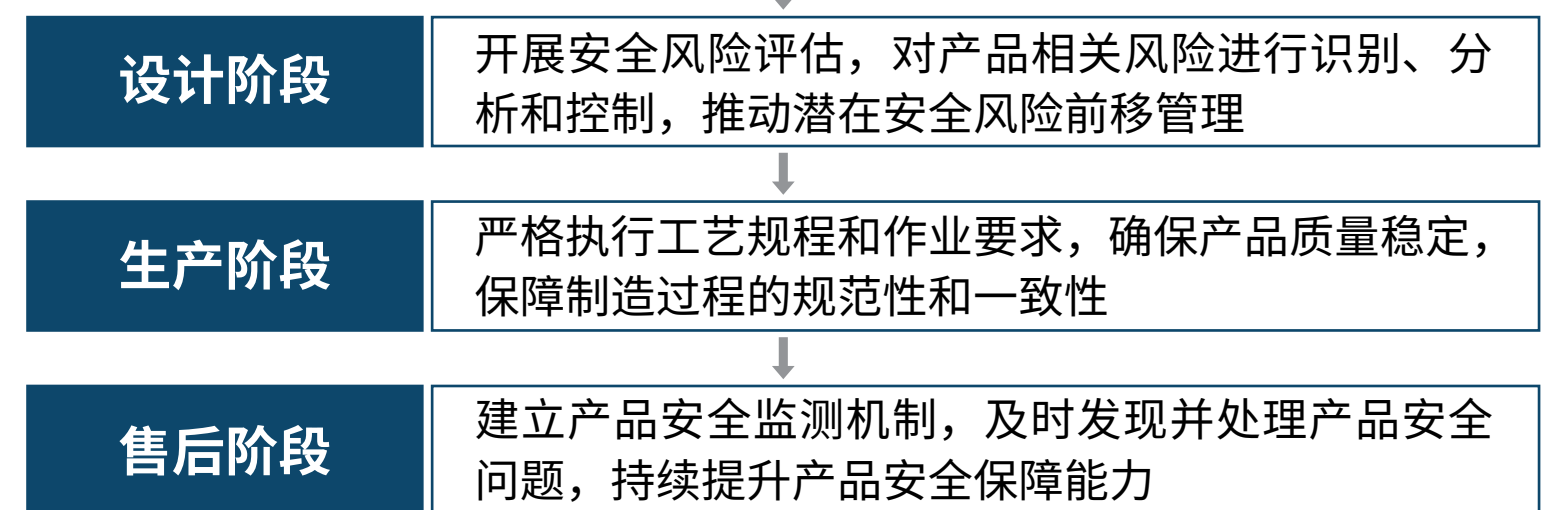 设计阶段
开展安全风险评估，对产品相关风险进行识别、分
析和控制，推动潜在安全风险前移管理
生产阶段
严格执行工艺规程和作业要求，确保产品质量稳定，
保障制造过程的规范性和一致性
售后阶段
建立产品安全监测机制，及时发现并处理产品安全
问题，持续提升产品安全保障能力